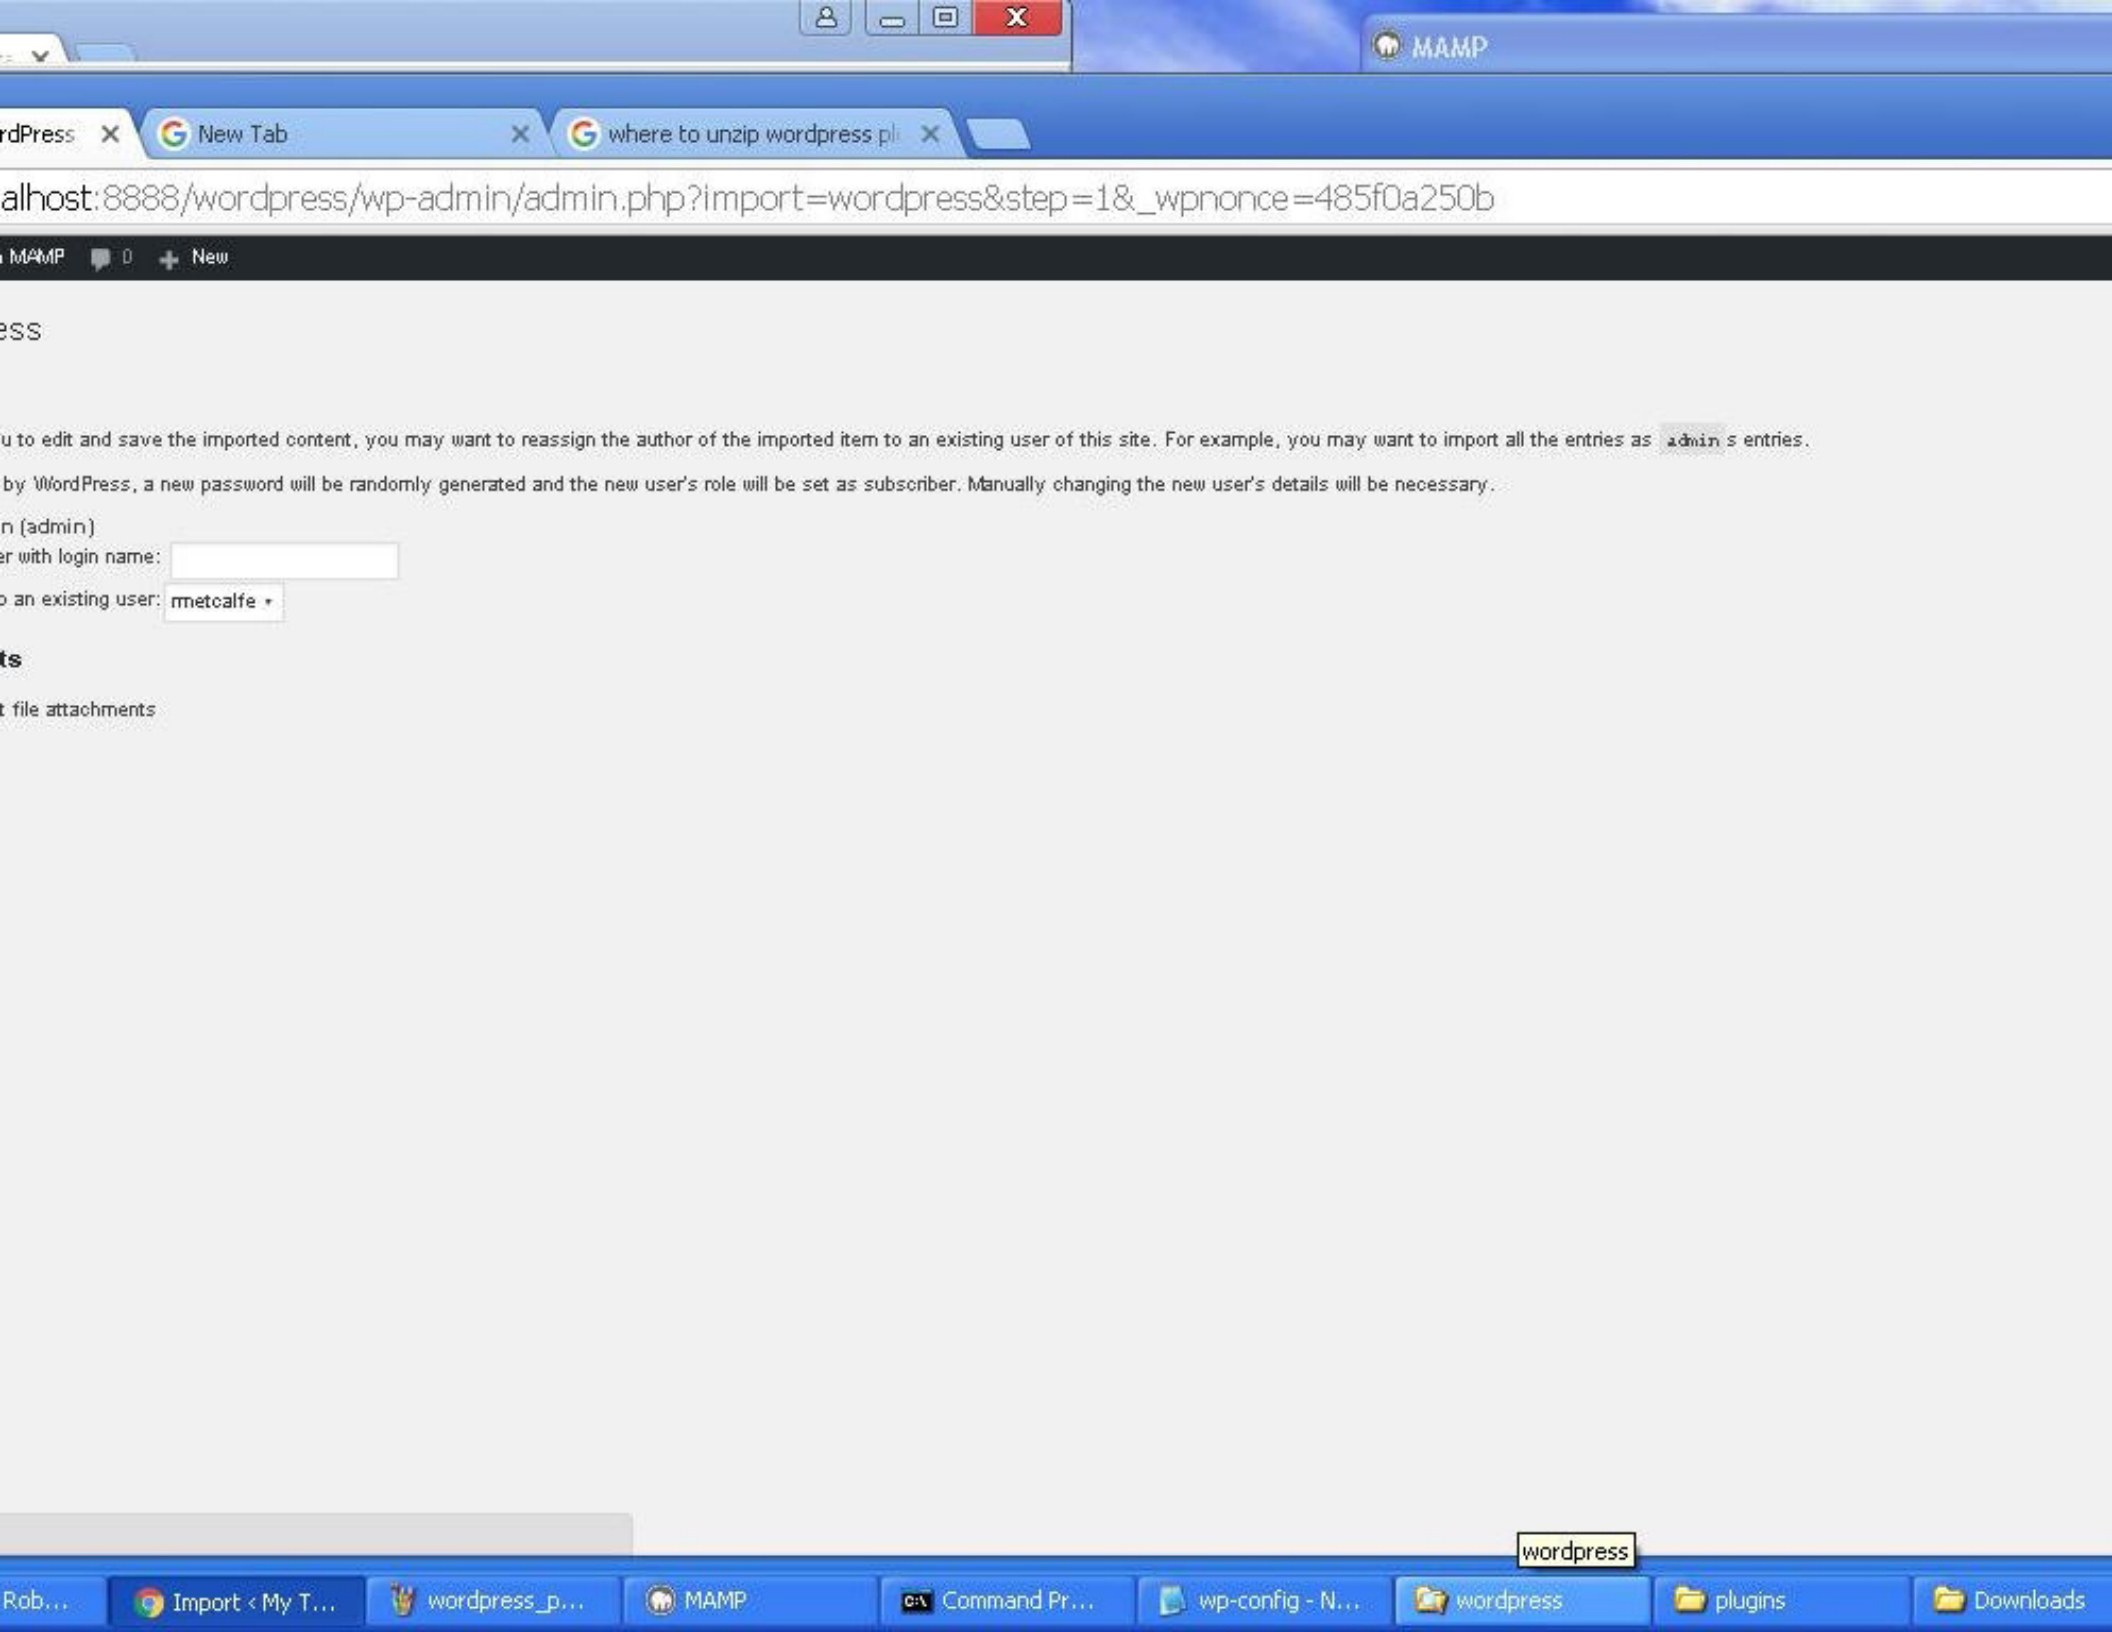 MAMP
rdPress
New Tab
where to unzip wordpress pl
alhost:8888/wordpress/wp-admin/admin.php?import=wordpress&step=1&_wpnonce=485f0a250b
MAMP 0 New
ess
u to edit and save the imported content, you may want to reassign the author of the imported item to an existing user of this site. For example, you may want to import all the entries as admin s entries.
by WordPress, a new password will be randomly generated and the new user's role will be set as subscriber. Manually changing the new user's details will be necessary.
n (admin)
er with login name:
o an existing user: rmetcalfe
ts
t file attachments
wordpress
Rob...
Import < My T...
wordpress_p...
MAMP
Command Pr...
wp-config - N...
wordpress
plugins
Downloads